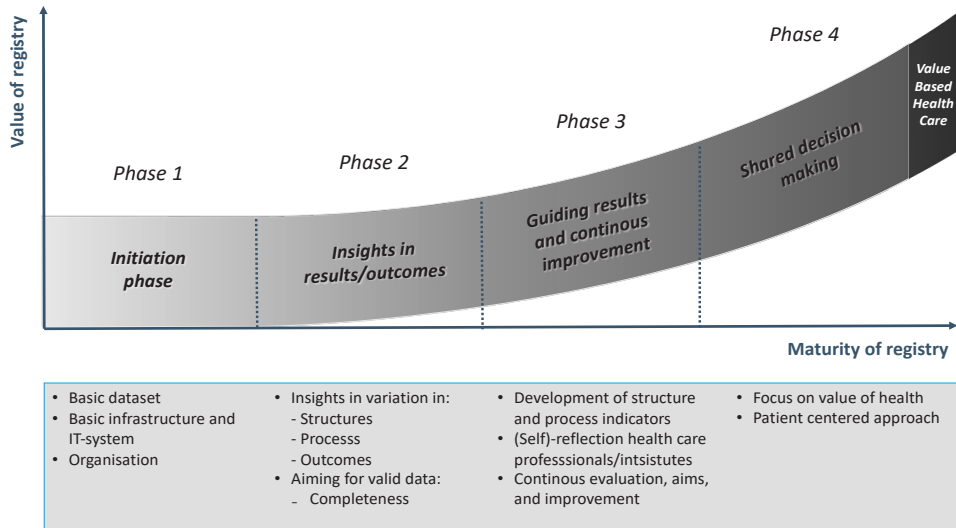 Value of registry
Phase 1
Phase 2
Phase 3
Phase 4
Initiation
phase
Insights in
results/outcomes
Guiding results
and continous
improvement
Shared decision
making
Value
Based
Health
Care
Maturity of registry
• Basic dataset
• Basic infrastructure and
IT-system
• Organisation
• Insights in variation in:
- Structures
- Processs
- Outcomes
• Aiming for valid data:
- Completeness
• Development of structure
and process indicators
• (Self)-reflection health care
professsionals/intsistutes
• Continous evaluation, aims,
and improvement
• Focus on value of health
• Patient centered approach